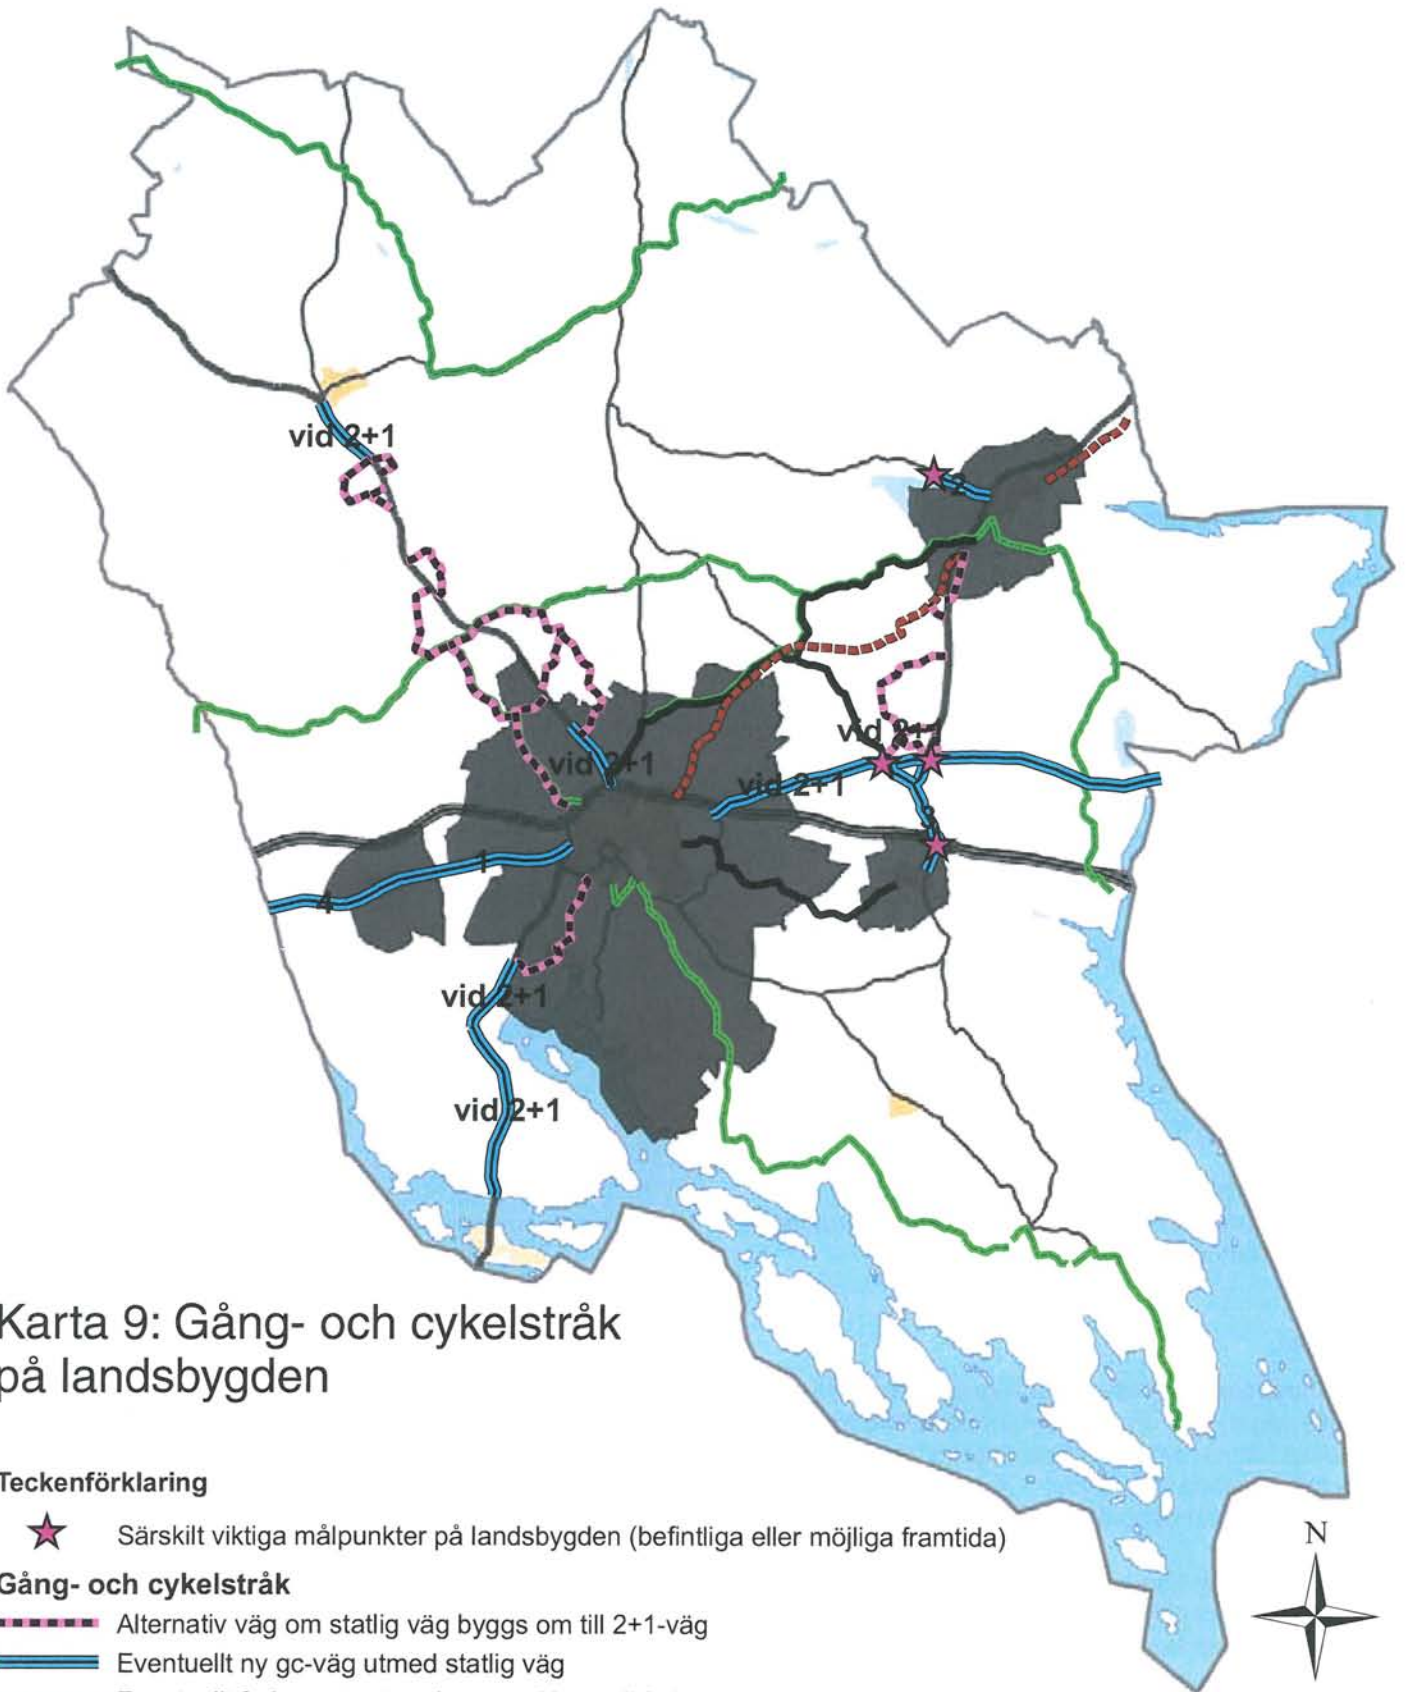 vid 2+1
2
vid 2+1
vid 2+1
vid 2+1
3
1
4
vid 2+1
vid 2+1
Karta 9: Gång- och cykelstråk
på landsbygden
Teckenförklaring
Särskilt viktiga målpunkter på landsbygden (befintliga eller möjliga framtida)
N
Gång- och cykelstråk
Alternativ väg om statlig väg byggs om till 2+1-väg
Eventuellt ny gc-väg utmed statlig väg